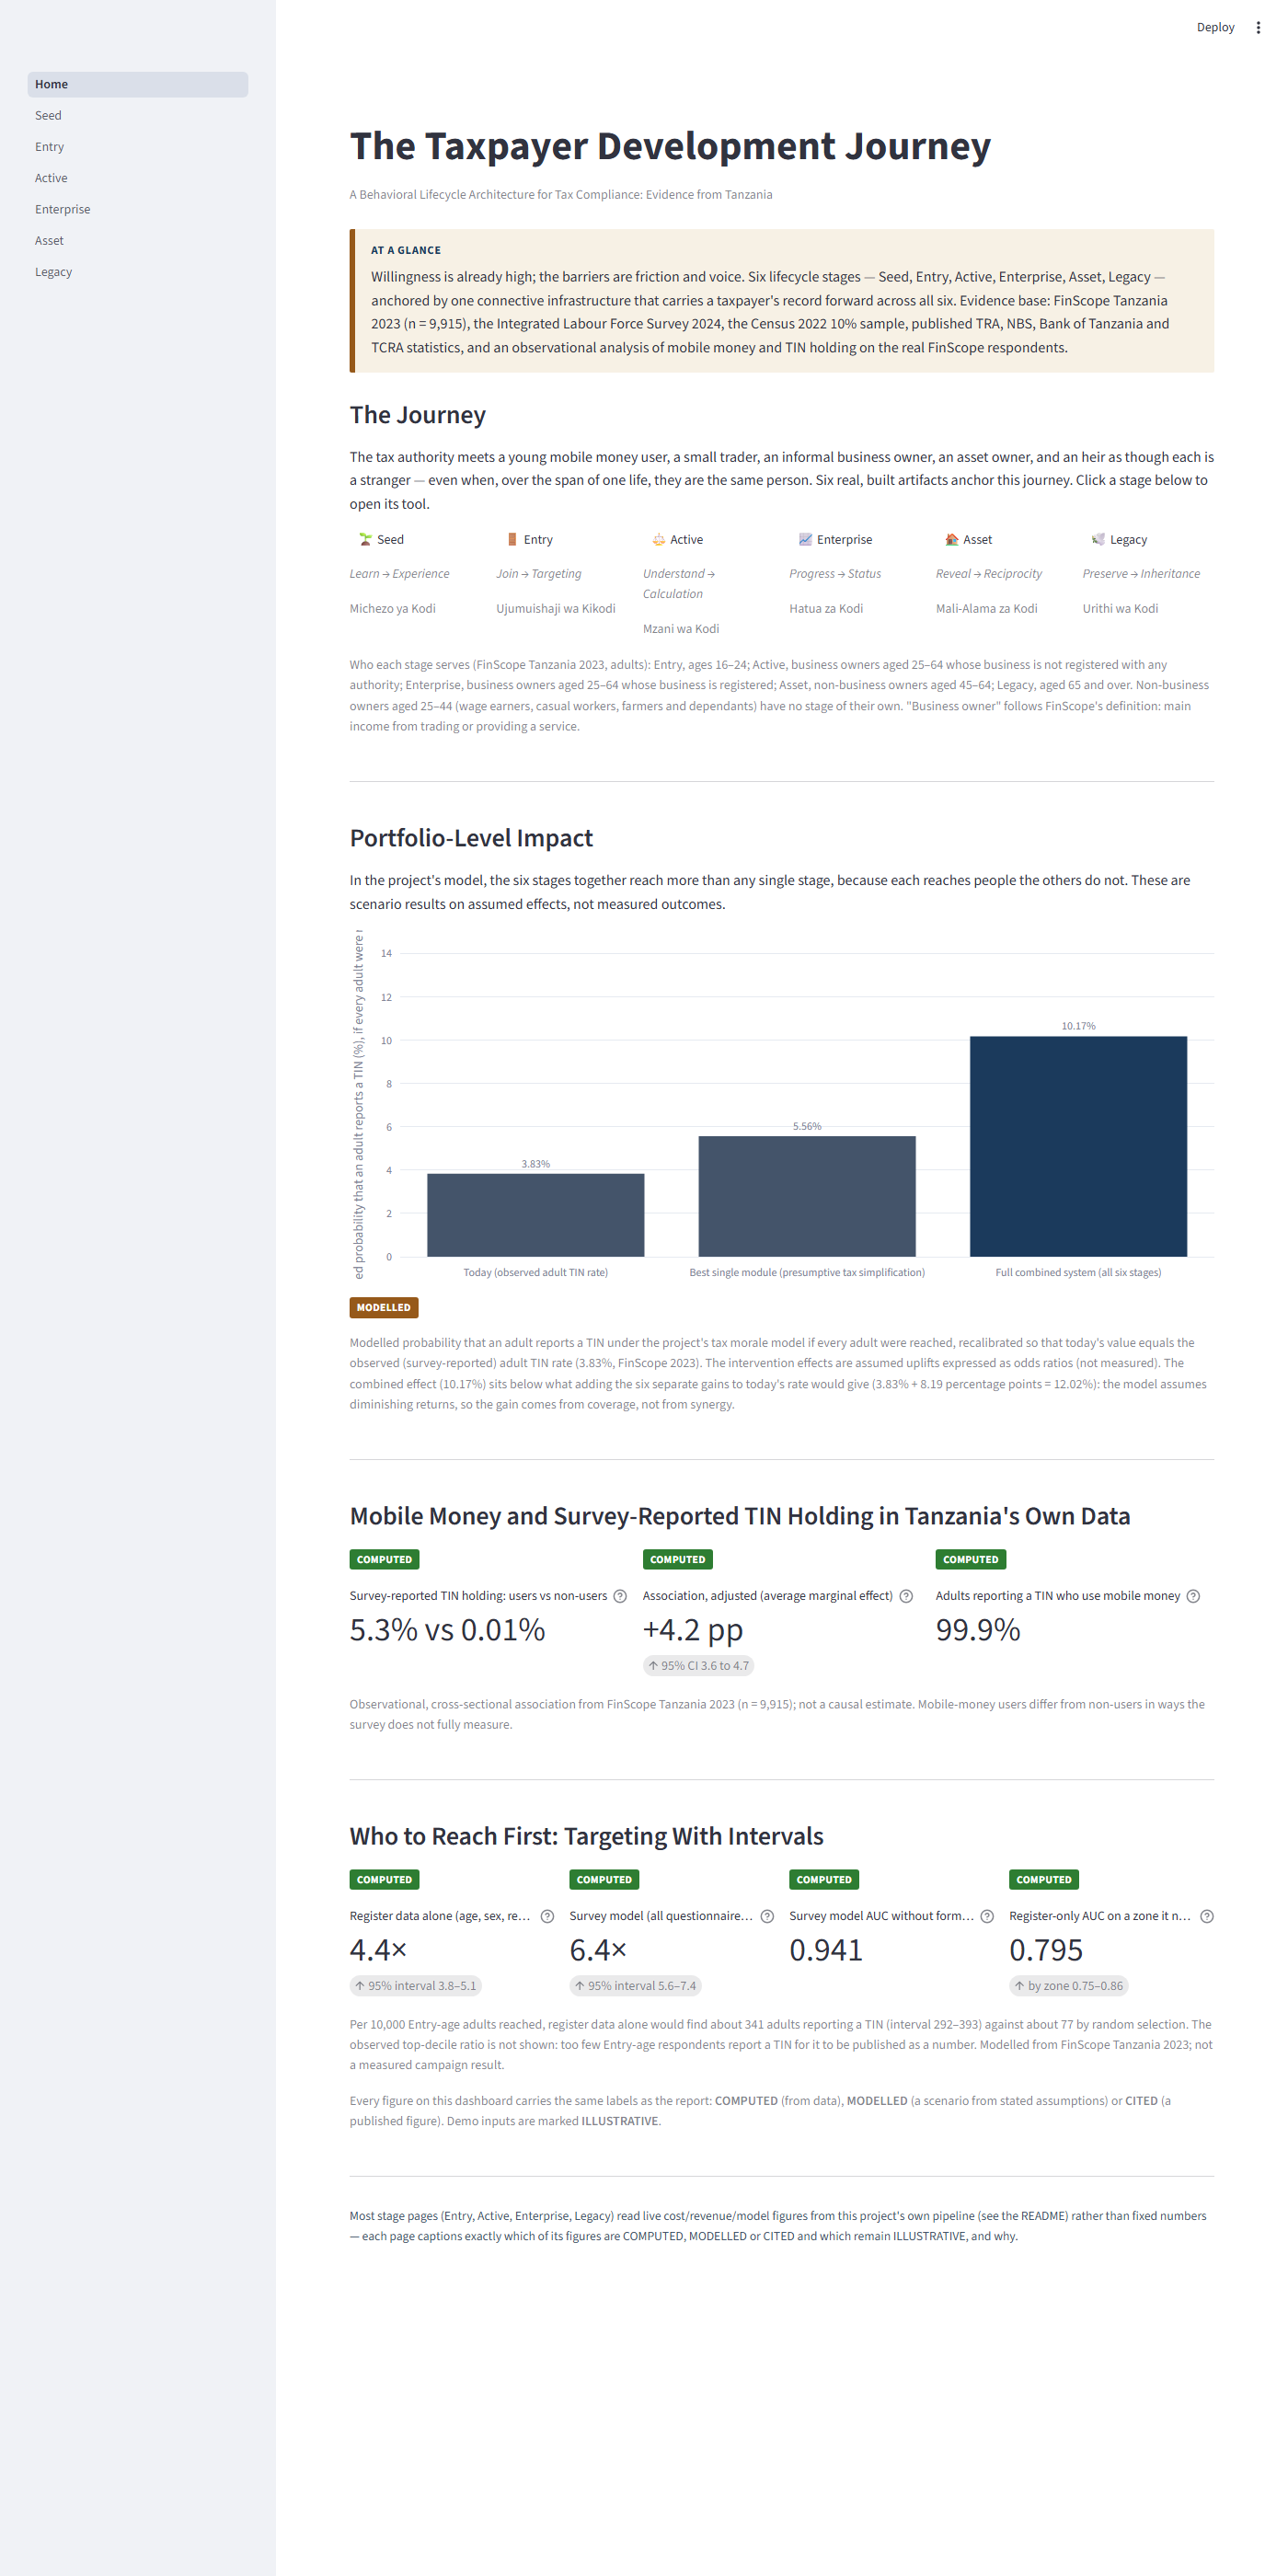 Deploy
Home
Seed
Entry
Active
Enterprise
Asset
Legacy
The Taxpayer Development Journey
A Behavioral Lifecycle Architecture for Tax Compliance: Evidence from Tanzania
AT A GLANCE
Willingness is already high; the barriers are friction and voice. Six lifecycle stages — Seed, Entry, Active, Enterprise, Asset, Legacy —
anchored by one connective infrastructure that carries a taxpayer's record forward across all six. Evidence base: FinScope Tanzania
2023 (n = 9,915), the Integrated Labour Force Survey 2024, the Census 2022 10% sample, published TRA, NBS, Bank of Tanzania and
TCRA statistics, and an observational analysis of mobile money and TIN holding on the real FinScope respondents.
The Journey
The tax authority meets a young mobile money user, a small trader, an informal business owner, an asset owner, and an heir as though each is
a stranger — even when, over the span of one life, they are the same person. Six real, built artifacts anchor this journey. Click a stage below to
open its tool.
Seed
Learn → Experience
Michezo ya Kodi
Entry
Join → Targeting
Ujumuishaji wa Kikodi
Active
Understand →
Calculation
Mzani wa Kodi
Enterprise
Progress → Status
Hatua za Kodi
Asset
Reveal → Reciprocity
Mali-Alama za Kodi
Legacy
Preserve → Inheritance
Urithi wa Kodi
Who each stage serves (FinScope Tanzania 2023, adults): Entry, ages 16–24; Active, business owners aged 25–64 whose business is not registered with any
authority; Enterprise, business owners aged 25–64 whose business is registered; Asset, non-business owners aged 45–64; Legacy, aged 65 and over. Non-business
owners aged 25–44 (wage earners, casual workers, farmers and dependants) have no stage of their own. "Business owner" follows FinScope's definition: main
income from trading or providing a service.
Portfolio-Level Impact
In the project's model, the six stages together reach more than any single stage, because each reaches people the others do not. These are
scenario results on assumed effects, not measured outcomes.
ed probability that an adult reports a TIN (%), if every adult were
14
12
10
8
6
4
2
0
3.83%
5.56%
10.17%
Today (observed adult TIN rate)
Best single module (presumptive tax simplification)
Full combined system (all six stages)
MODELLED
Modelled probability that an adult reports a TIN under the project's tax morale model if every adult were reached, recalibrated so that today's value equals the
observed (survey-reported) adult TIN rate (3.83%, FinScope 2023). The intervention effects are assumed uplifts expressed as odds ratios (not measured). The
combined effect (10.17%) sits below what adding the six separate gains to today's rate would give (3.83% + 8.19 percentage points = 12.02%): the model assumes
diminishing returns, so the gain comes from coverage, not from synergy.
Mobile Money and Survey-Reported TIN Holding in Tanzania's Own Data
COMPUTED
Survey-reported TIN holding: users vs non-users
5.3% vs 0.01%
COMPUTED
Association, adjusted (average marginal effect)
+4.2 pp
↑ 95% CI 3.6 to 4.7
COMPUTED
Adults reporting a TIN who use mobile money
99.9%
Observational, cross-sectional association from FinScope Tanzania 2023 (n = 9,915); not a causal estimate. Mobile-money users differ from non-users in ways the
survey does not fully measure.
Who to Reach First: Targeting With Intervals
COMPUTED
Register data alone (age, sex, re...
4.4×
↑ 95% interval 3.8–5.1
COMPUTED
Survey model (all questionnaire...
6.4×
↑ 95% interval 5.6–7.4
COMPUTED
Survey model AUC without form...
0.941
COMPUTED
Register-only AUC on a zone it n...
0.795
↑ by zone 0.75–0.86
Per 10,000 Entry-age adults reached, register data alone would find about 341 adults reporting a TIN (interval 292–393) against about 77 by random selection. The
observed top-decile ratio is not shown: too few Entry-age respondents report a TIN for it to be published as a number. Modelled from FinScope Tanzania 2023; not
a measured campaign result.
Every figure on this dashboard carries the same labels as the report: COMPUTED (from data), MODELLED (a scenario from stated assumptions) or CITED (a
published figure). Demo inputs are marked ILLUSTRATIVE.
Most stage pages (Entry, Active, Enterprise, Legacy) read live cost/revenue/model figures from this project's own pipeline (see the README) rather than fixed numbers
— each page captions exactly which of its figures are COMPUTED, MODELLED or CITED and which remain ILLUSTRATIVE, and why.